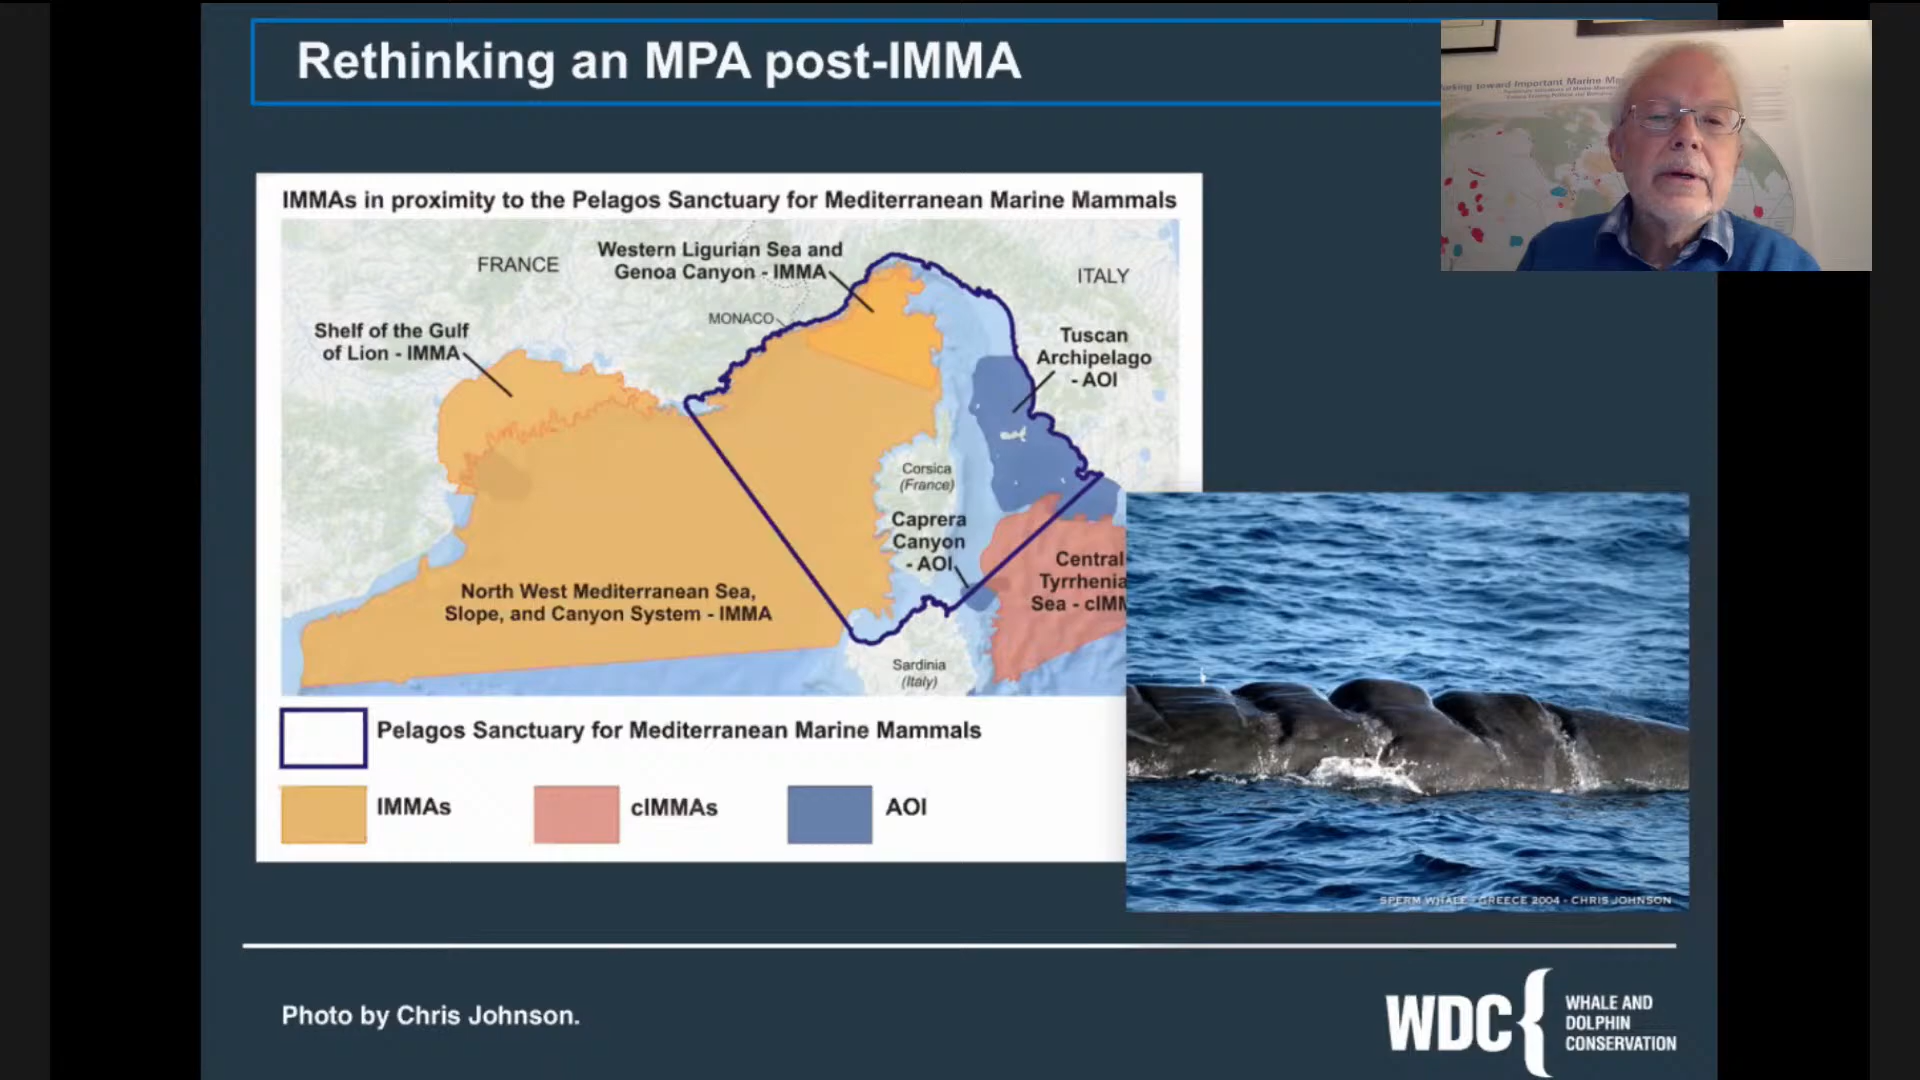 Rethinking an MPA post-IMMA
IMMAs in proximity to the Pelagos Sanctuary for Mediterranean Marine Mammals
Western Ligurian Sea and
Genoa Canyon - IMMA
FRANCE
ITALY
MONACO
Shelf of the Gulf
of Lion - IMMA
Tuscan
Archipelago
- AOI
Corsica
(France)
Caprera
Canyon
- AOI
Central
Tyrrhenia
Sea - cIMM
North West Mediterranean Sea,
Slope, and Canyon System - IMMA
Sardinia
(Italy)
Pelagos Sanctuary for Mediterranean Marine Mammals
IMMAs
cIMMAs
AOI
SPERM WHALE - GREECE 2004 - CHRIS JOHNSON
Photo by Chris Johnson.
WDC
WHALE AND
DOLPHIN
CONSERVATION
toward Important Marine